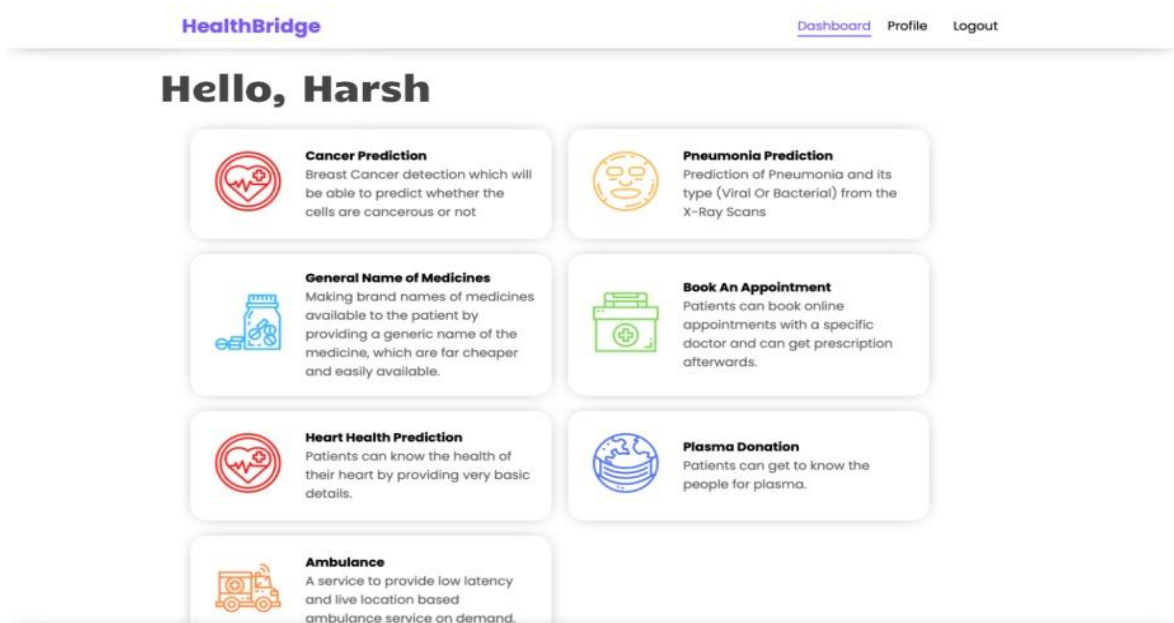 HealthBridge
Dashboard Profile Logout
Hello, Harsh
Cancer Prediction
Breast Cancer detection which will
be able to predict whether the
cells are cancerous or not
Pneumonia Prediction
Prediction of Pneumonia and its
type (Viral Or Bacterial) from the
X-Ray Scans
General Name of Medicines
Making brand names of medicines
available to the patient by
providing a generic name of the
medicine, which are far cheaper
and easily available.
Book An Appointment
Patients can book online
appointments with a specific
doctor and can get prescription
afterwards.
Heart Health Prediction
Patients can know the health of
their heart by providing very basic
details.
Plasma Donation
Patients can get to know the
people for plasma.
Ambulance
A service to provide low latency
and live location based
ambulance service on demand.